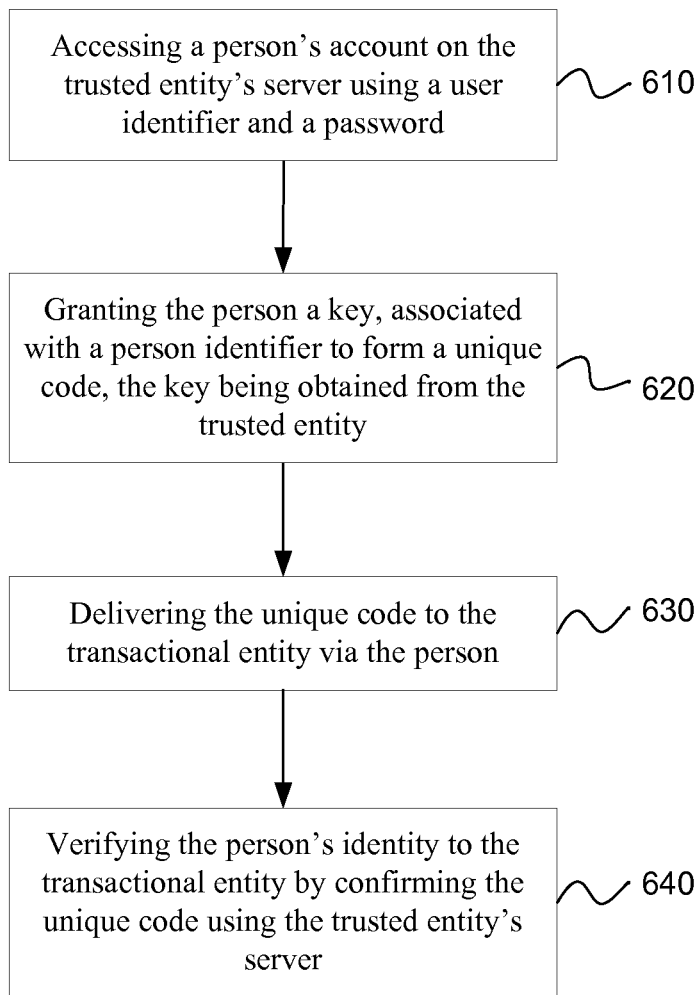 Accessing a person's account on the
trusted entity's server using a user
identifier and a password
610
Granting the person a key, associated
with a person identifier to form a unique
code, the key being obtained from the
trusted entity
620
Delivering the unique code to the
transactional entity via the person
630
Verifying the person's identity to the
transactional entity by confirming the
unique code using the trusted entity's
server
640